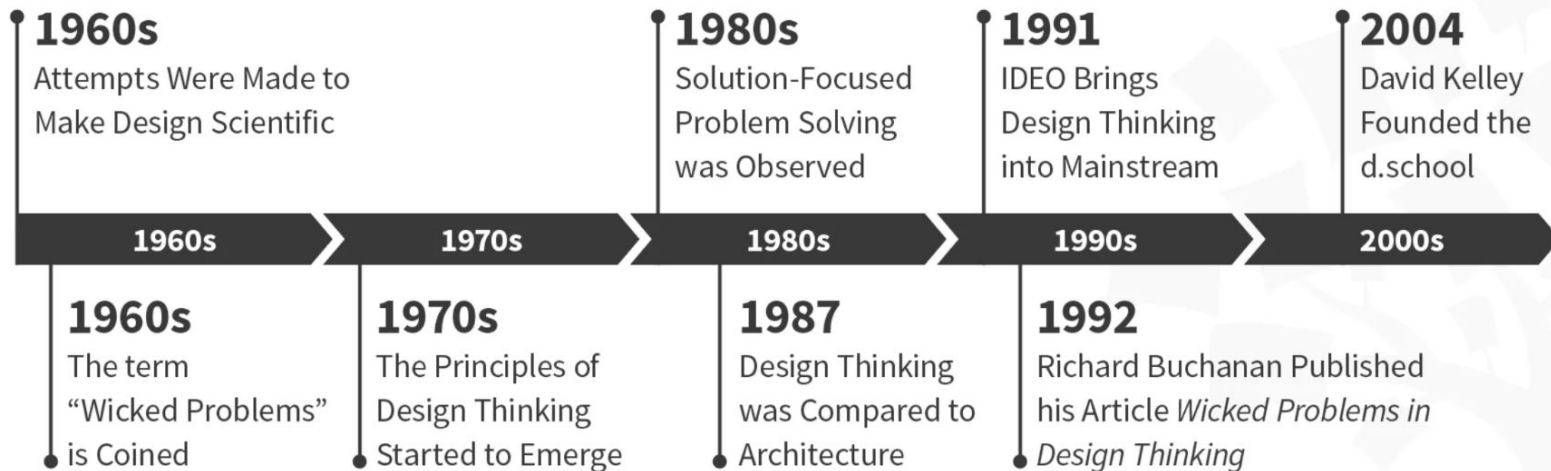 1960s
Attempts Were Made to
Make Design Scientific
1980s
Solution-Focused
Problem Solving
was Observed
1991
IDEO Brings
Design Thinking
into Mainstream
2004
David Kelley
Founded the
d.school
1960s
1970s
1980s
1990s
2000s
1960s
The term
“Wicked Problems”
is Coined
1970s
The Principles of
Design Thinking
Started to Emerge
1987
Design Thinking
was Compared to
Architecture
1992
Richard Buchanan Published
his Article Wicked Problems in
Design Thinking